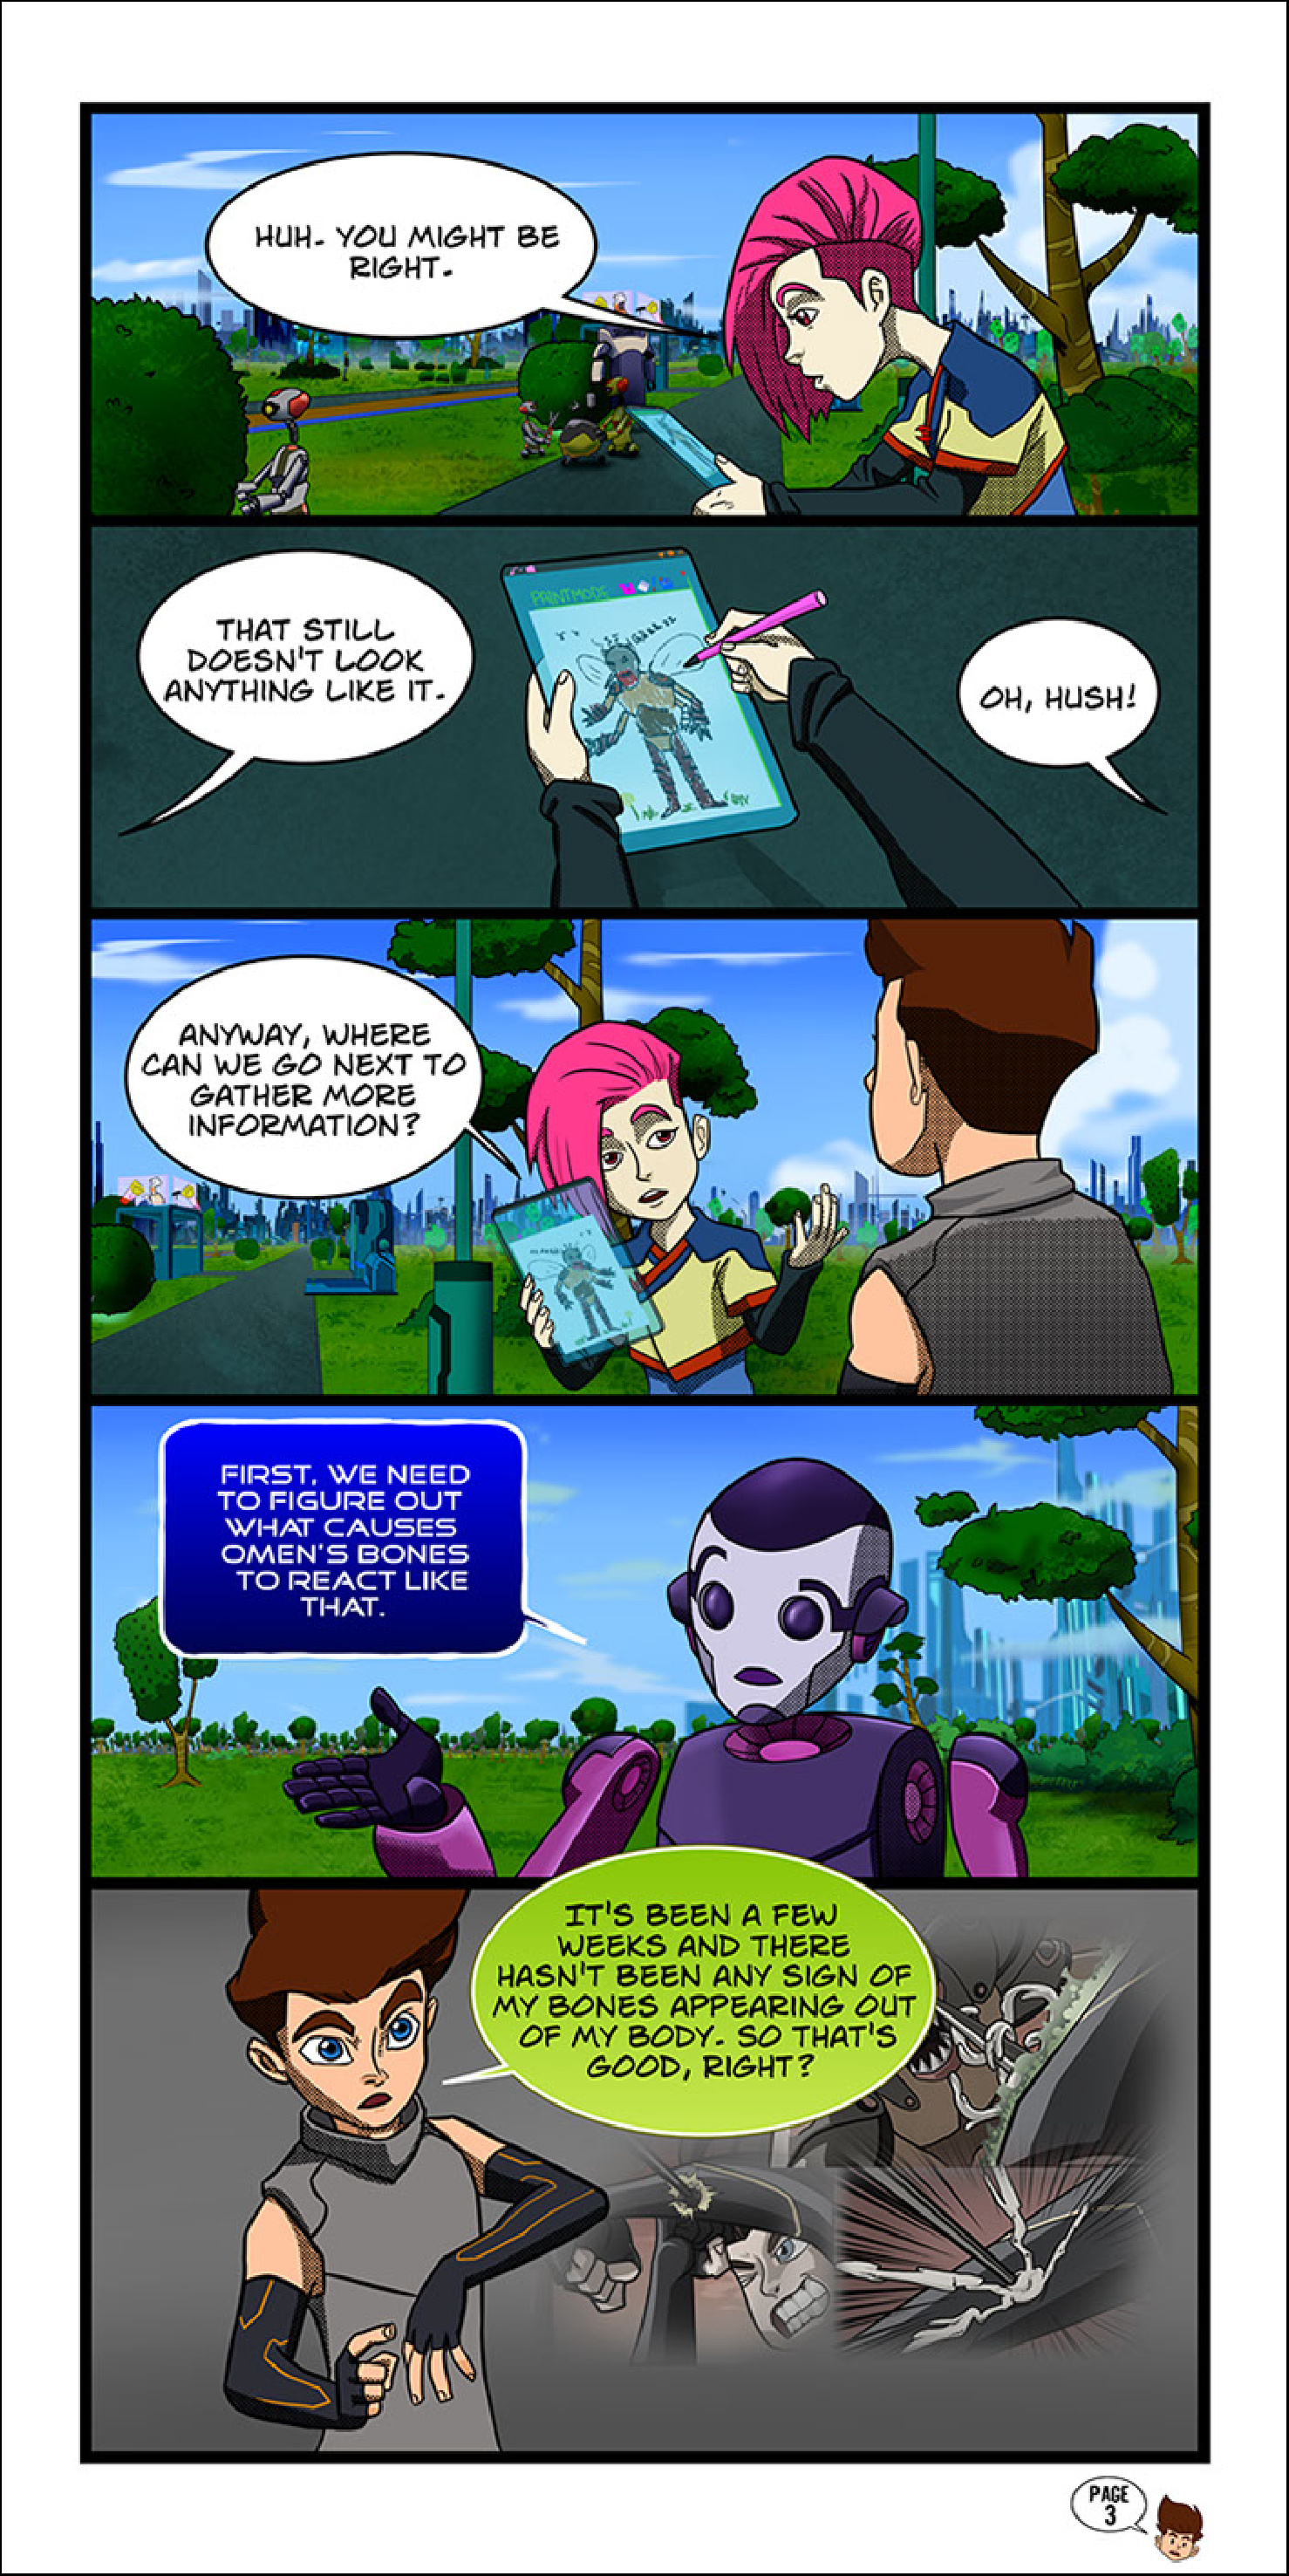 HUH. YOU MIGHT BE
RIGHT.
PAINTMODE
THAT STILL
DOESN'T LOOK
ANYTHING LIKE IT.
OH, HUSH!
ANYWAY, WHERE
CAN WE GO NEXT TO
GATHER MORE
INFORMATION?
FIRST, WE NEED
TO FIGURE OUT
WHAT CAUSES
OMEN'S BONES
TO REACT LIKE
THAT.
IT'S BEEN A FEW
WEEKS AND THERE
HASN'T BEEN ANY SIGN OF
MY BONES APPEARING OUT
OF MY BODY. SO THAT'S
GOOD, RIGHT?
PAGE
3